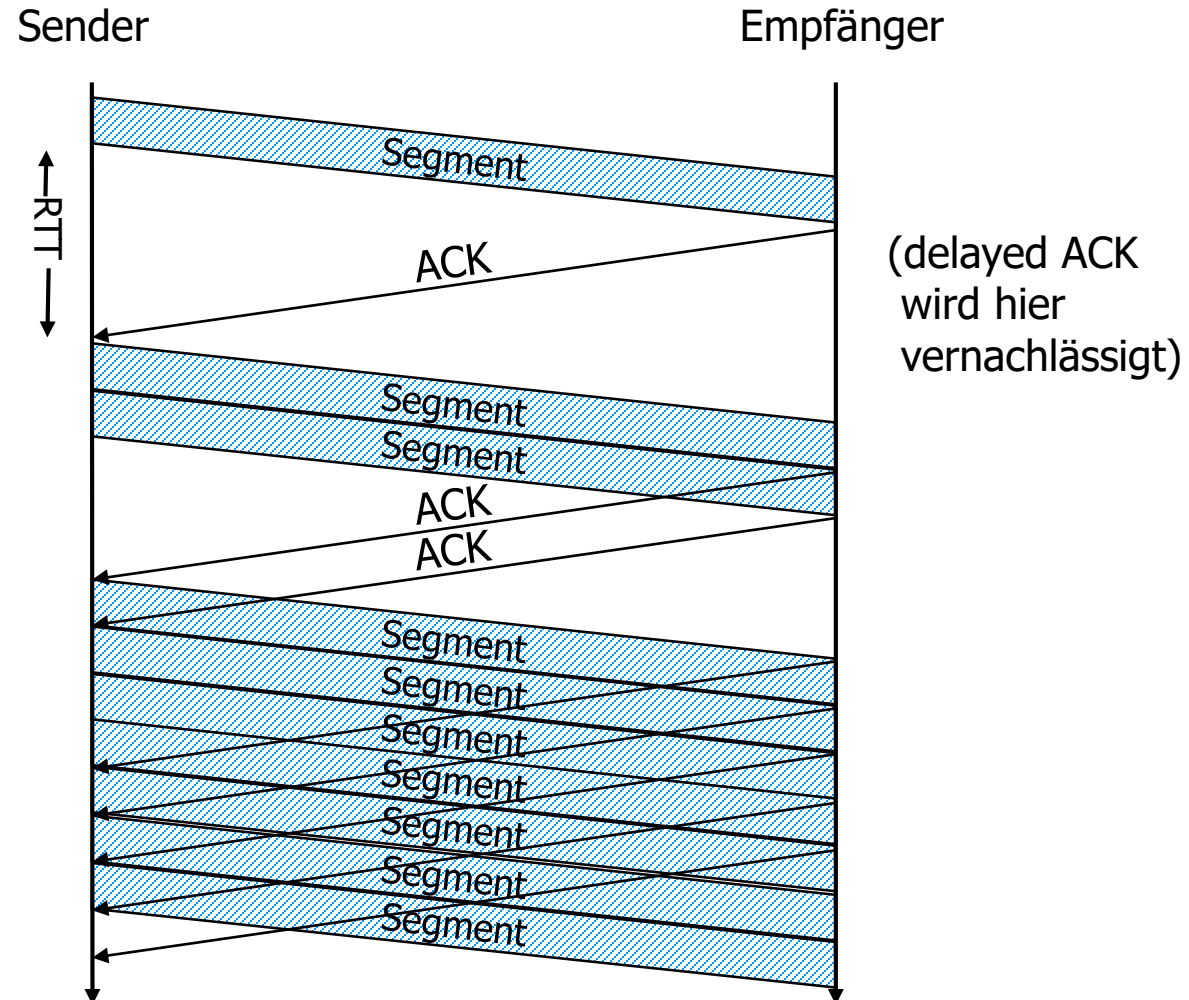 Sender
Empfänger
Segment
RTT
ACK
(delayed ACK
wird hier
vernachlässigt)
Segment
Segment
ACK
ACK
Segment
Segment
Segment
Segment
Segment
Segment
Segment